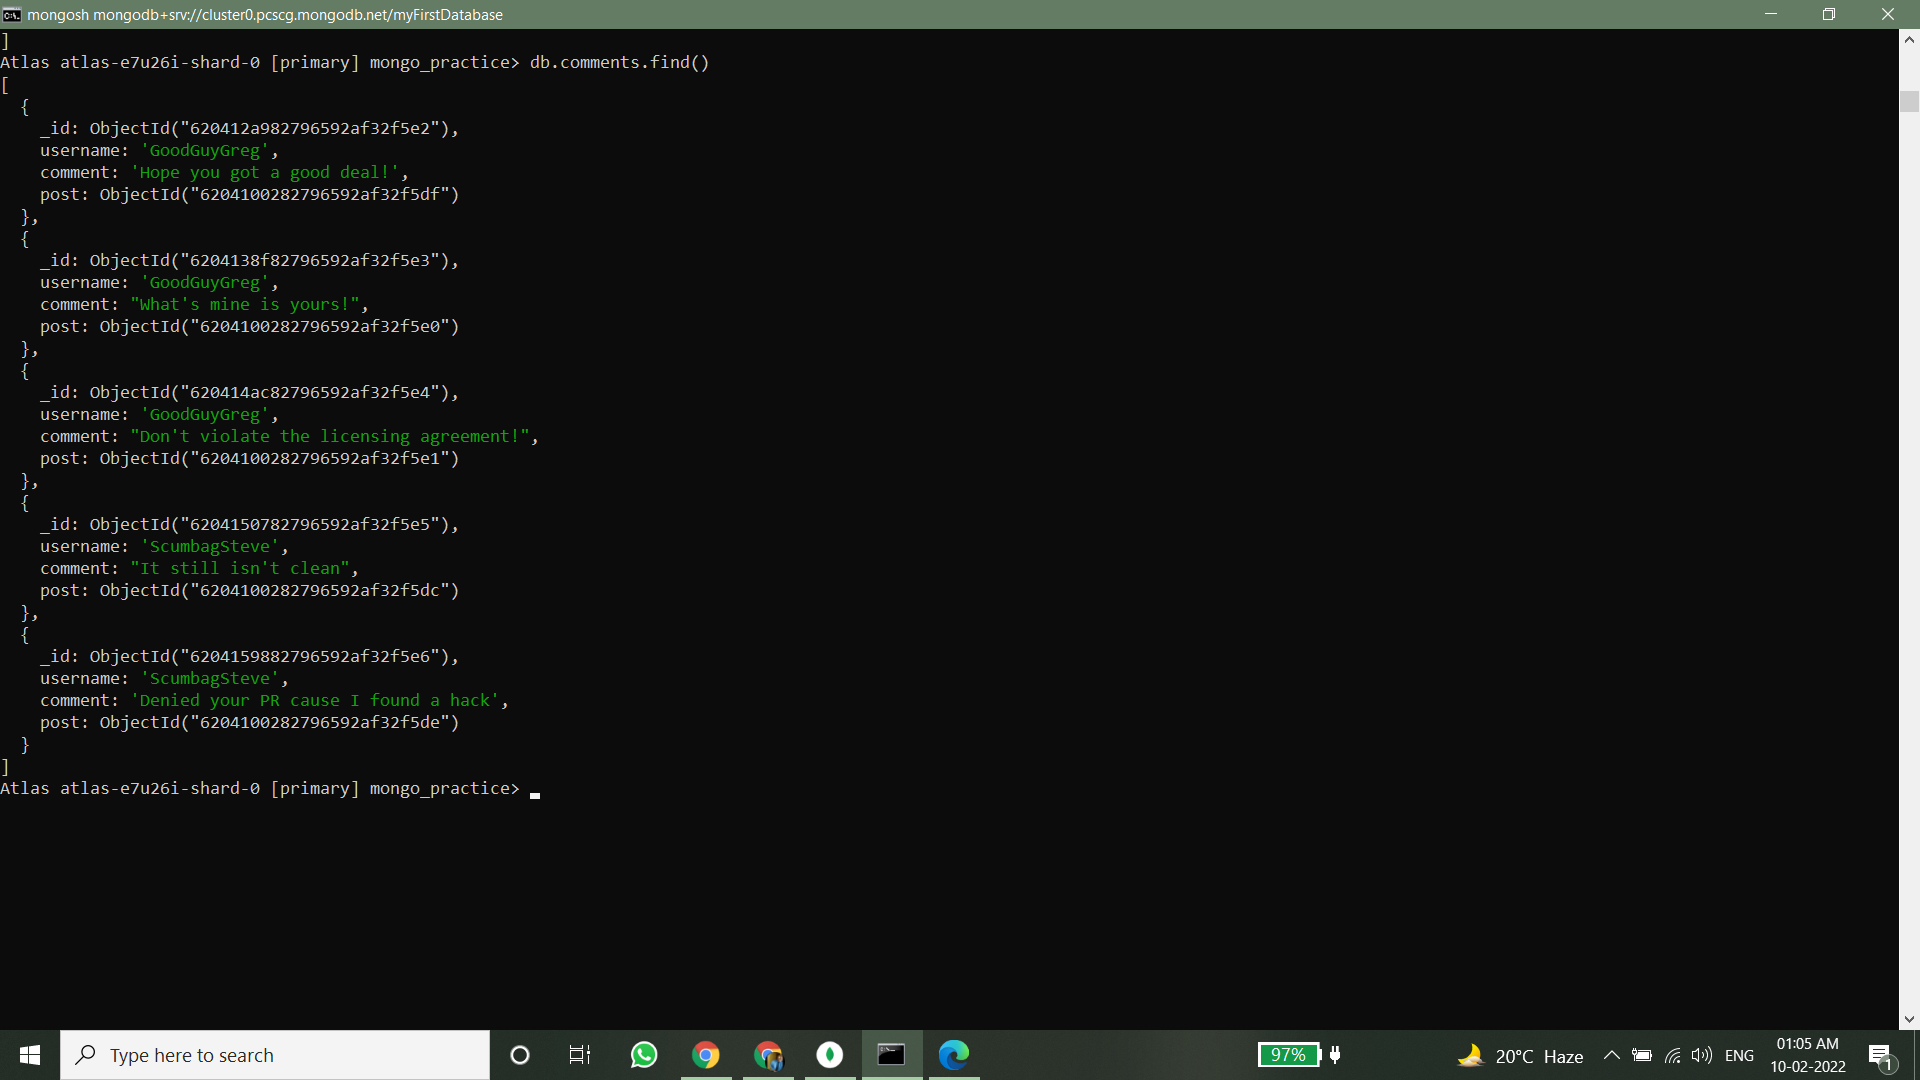 mongosh mongodb+srv://cluster0.pcscg.mongodb.net/myFirstDatabase
]
Atlas atlas-e7u26i-shard-0 [primary] mongo_practice> db.comments.find()
[
  {
    _id: ObjectId("620412a982796592af32f5e2"),
    username: 'GoodGuyGreg',
    comment: 'Hope you got a good deal!',
    post: ObjectId("6204100282796592af32f5df")
  },
  {
    _id: ObjectId("6204138f82796592af32f5e3"),
    username: 'GoodGuyGreg',
    comment: "What's mine is yours!",
    post: ObjectId("6204100282796592af32f5e0")
  },
  {
    _id: ObjectId("620414ac82796592af32f5e4"),
    username: 'GoodGuyGreg',
    comment: "Don't violate the licensing agreement!",
    post: ObjectId("6204100282796592af32f5e1")
  },
  {
    _id: ObjectId("6204150782796592af32f5e5"),
    username: 'ScumbagSteve',
    comment: "It still isn't clean",
    post: ObjectId("6204100282796592af32f5dc")
  },
  {
    _id: ObjectId("6204159882796592af32f5e6"),
    username: 'ScumbagSteve',
    comment: 'Denied your PR cause I found a hack',
    post: ObjectId("6204100282796592af32f5de")
  }
]
Atlas atlas-e7u26i-shard-0 [primary] mongo_practice>
Type here to search
97%
20°C Haze
ENG
01:05 AM
10-02-2022
1